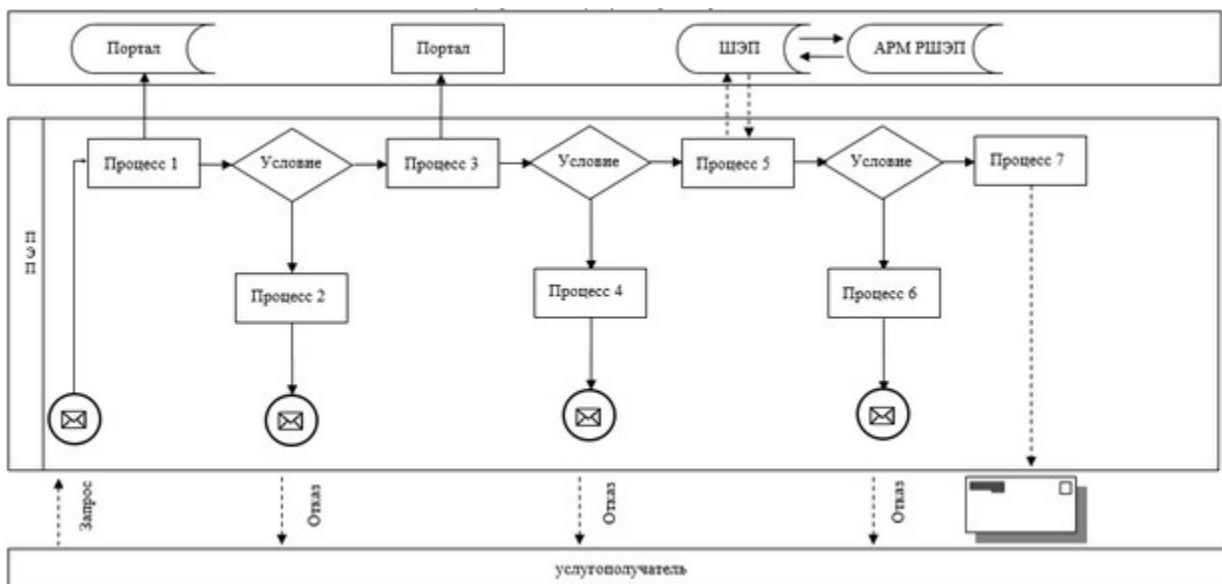 Портал
Портал
ШЭП
АРМ РШЭП
Процесс 1
Условие
Процесс 3
Условие
Процесс 5
Условие
Процесс 7
ПЭП
Процесс 2
Процесс 4
Процесс 6
Запрос
Отказ
Отказ
Отказ
услугополучатель